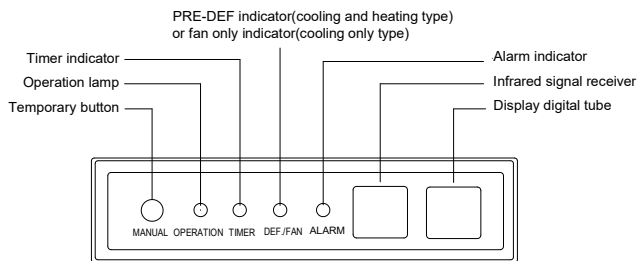 PRE-DEF indicator(cooling and heating type)
or fan only indicator(cooling only type)
Timer indicator
Operation lamp
Temporary button
Alarm indicator
Infrared signal receiver
Display digital tube
MANUAL OPERATION TIMER DEF./FAN ALARM